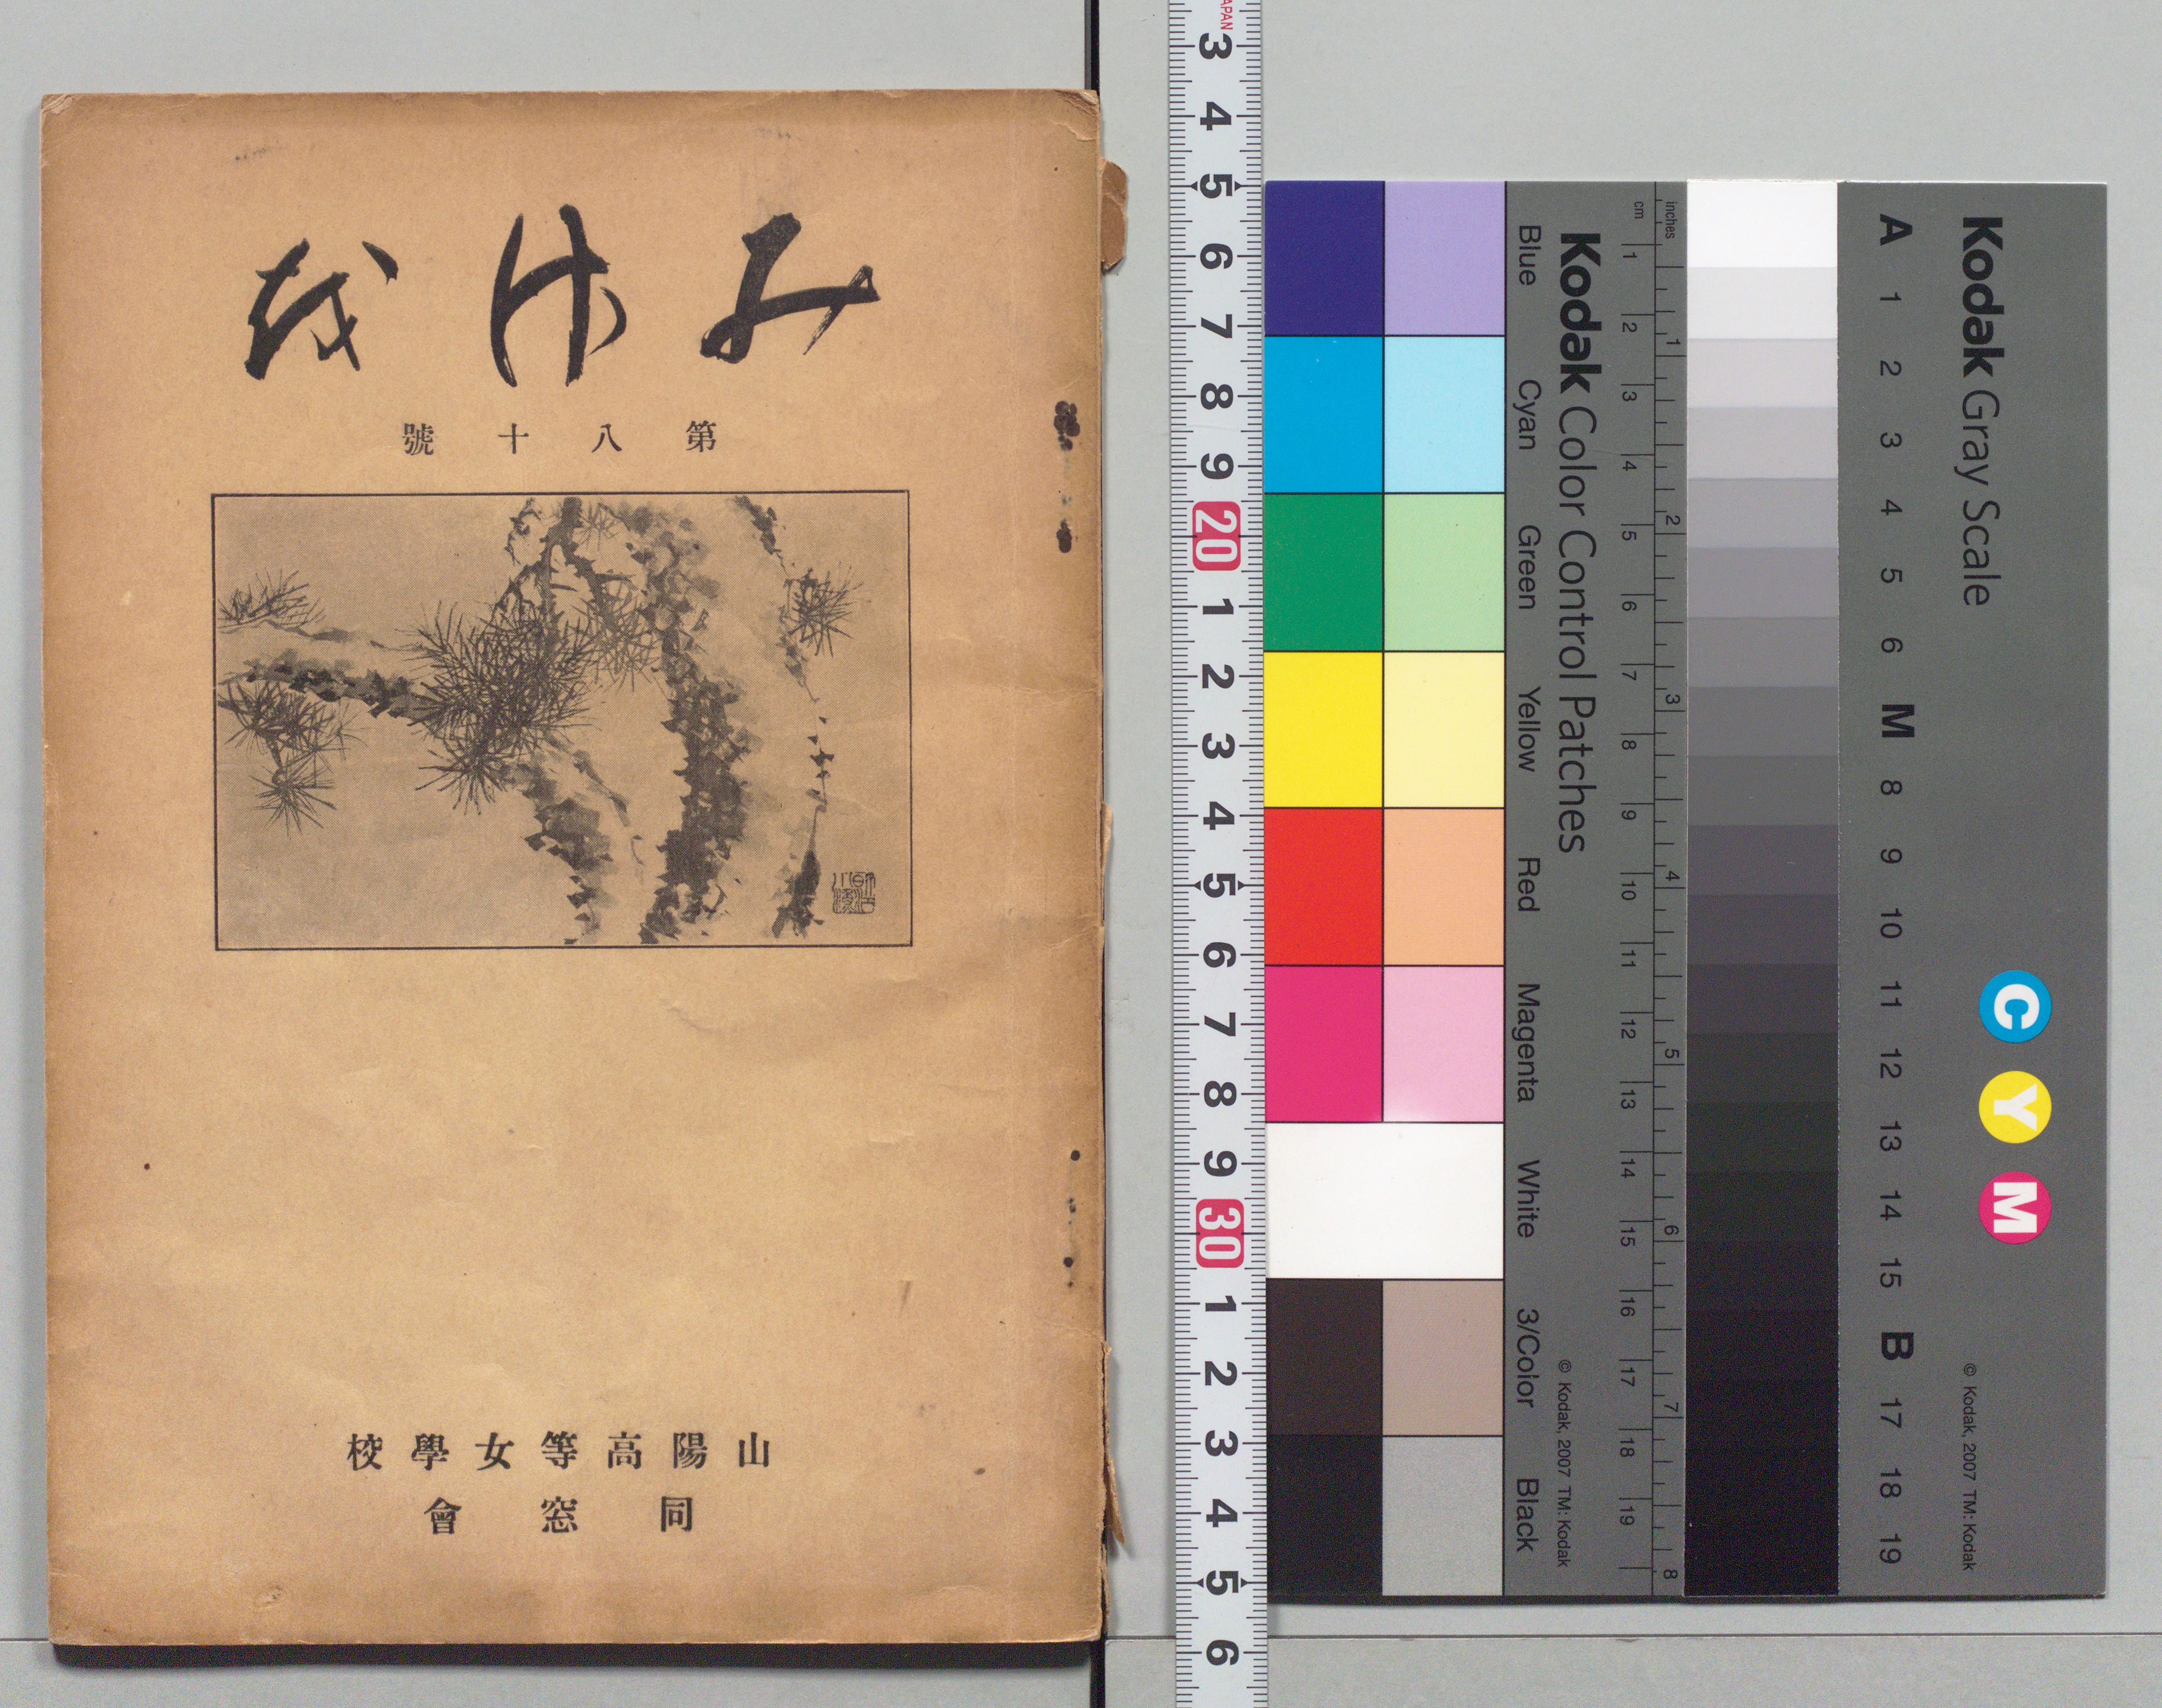 みさを
第八十號
山陽高等女學校
同窓會
JAPAN
3 4 5 6 7 8 9 20 1 2 3 4 5 6 7 8 9 30 1 2 3 4 5 6
Kodak Color Control Patches
© Kodak, 2007 TM: Kodak
Blue Cyan Green Yellow Red Magenta White 3/Color Black
inches 1 2 3 4 5 6 7 8
cm 1 2 3 4 5 6 7 8 9 10 11 12 13 14 15 16 17 18 19
Kodak Gray Scale
C Y M
© Kodak, 2007 TM: Kodak
A 1 2 3 4 5 6 M 8 9 10 11 12 13 14 15 B 17 18 19